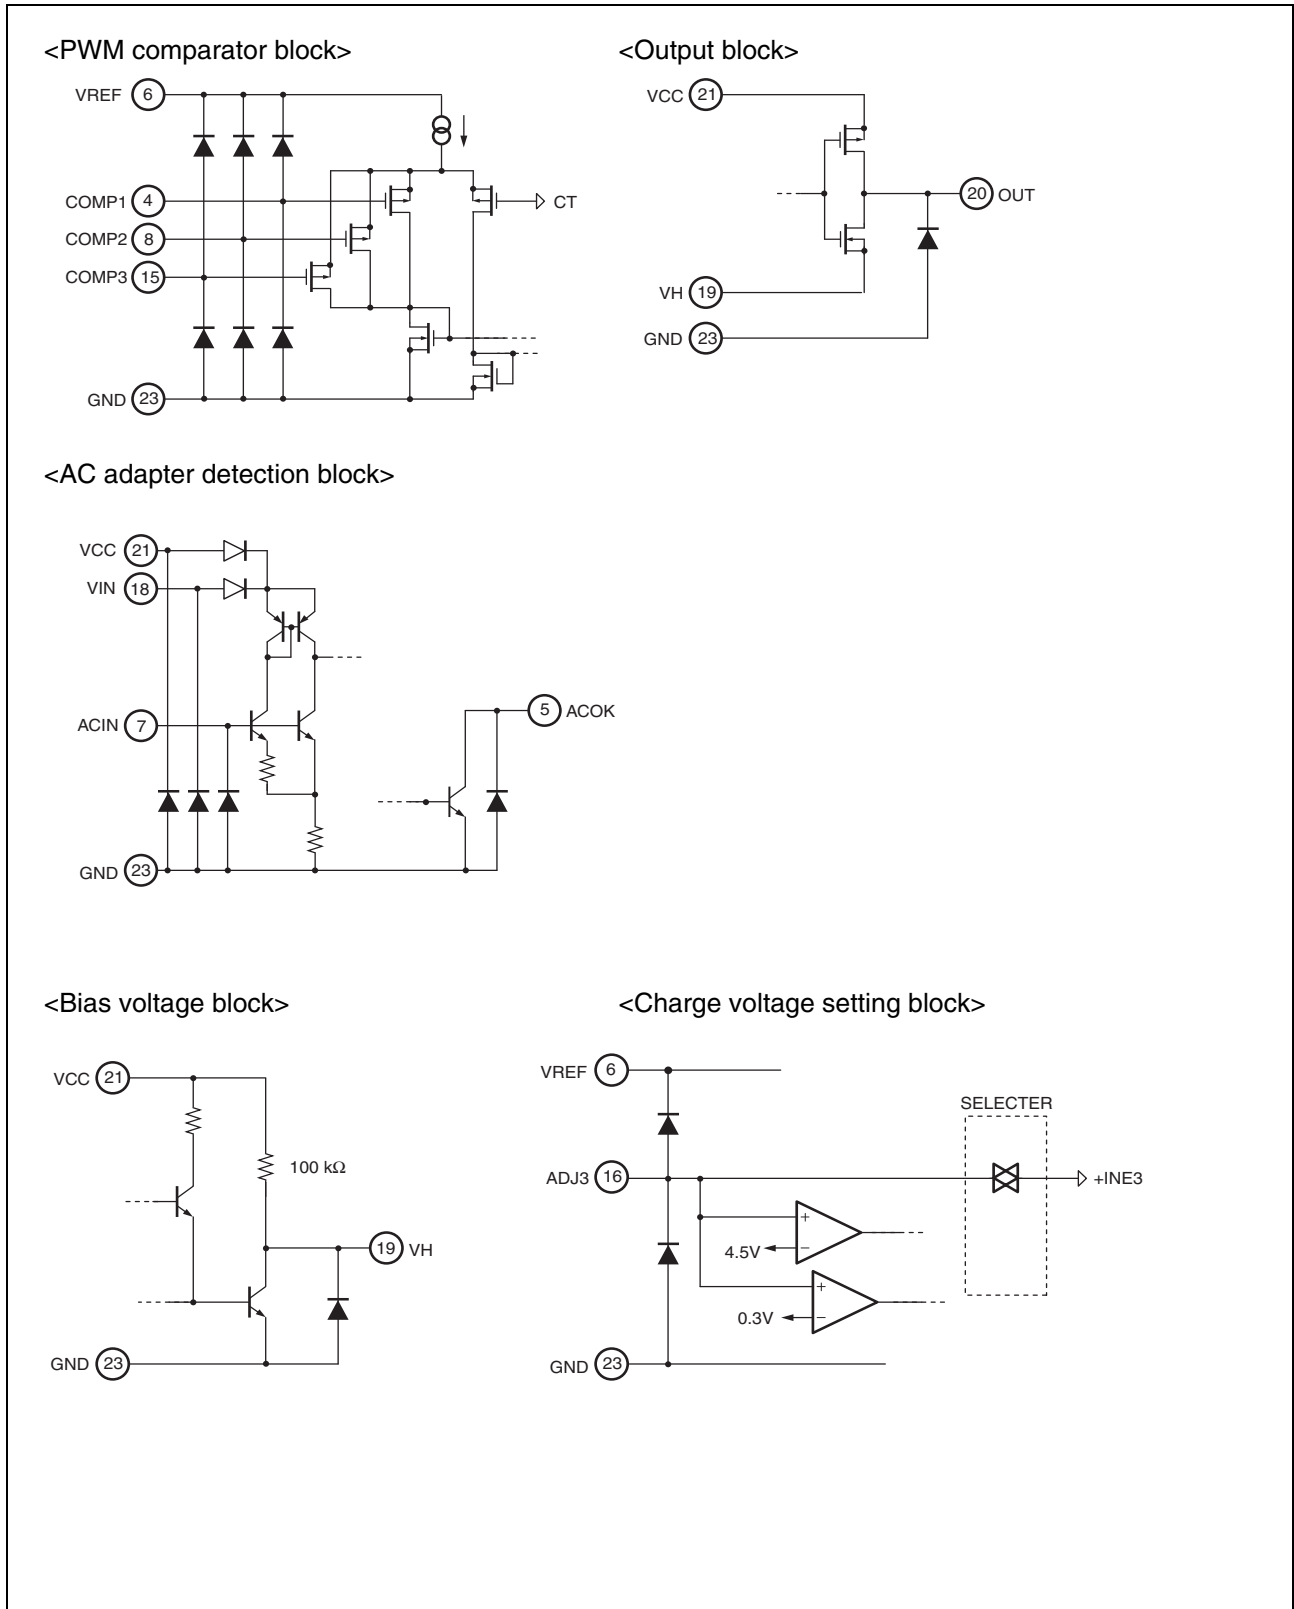 <PWM comparator block>
VREF 6
COMP1 4
CT
COMP2 8
COMP3 15
GND 23
<Output block>
VCC 21
20 OUT
VH 19
GND 23
<AC adapter detection block>
VCC 21
VIN 18
ACIN 7
5 ACOK
GND 23
<Bias voltage block>
VCC 21
100 kΩ
19 VH
GND 23
<Charge voltage setting block>
VREF 6
SELECTER
ADJ3 16
+INE3
+
4.5V
−
+
0.3V
−
GND 23